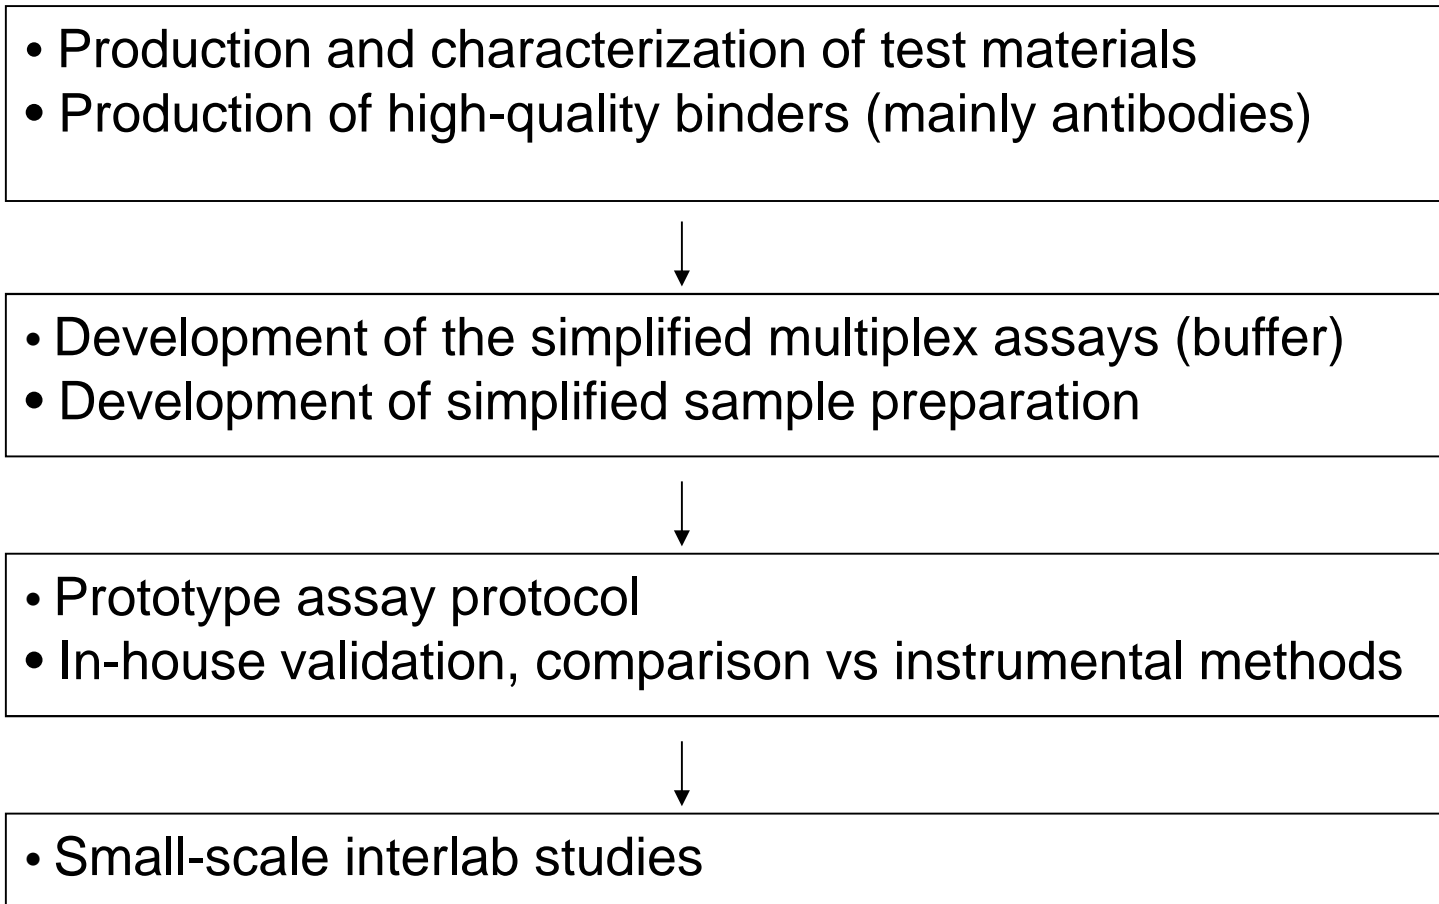 • Production and characterization of test materials
• Production of high-quality binders (mainly antibodies)
• Development of the simplified multiplex assays (buffer)
• Development of simplified sample preparation
• Prototype assay protocol
• In-house validation, comparison vs instrumental methods
• Small-scale interlab studies